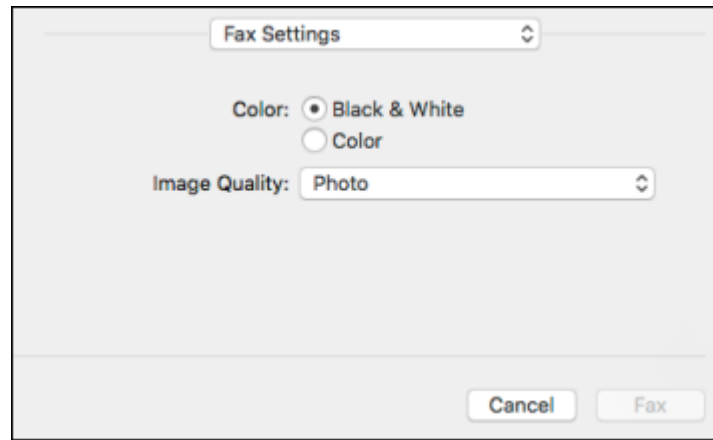 Fax Settings
Color: Black & White
Color
Image Quality: Photo
Cancel Fax